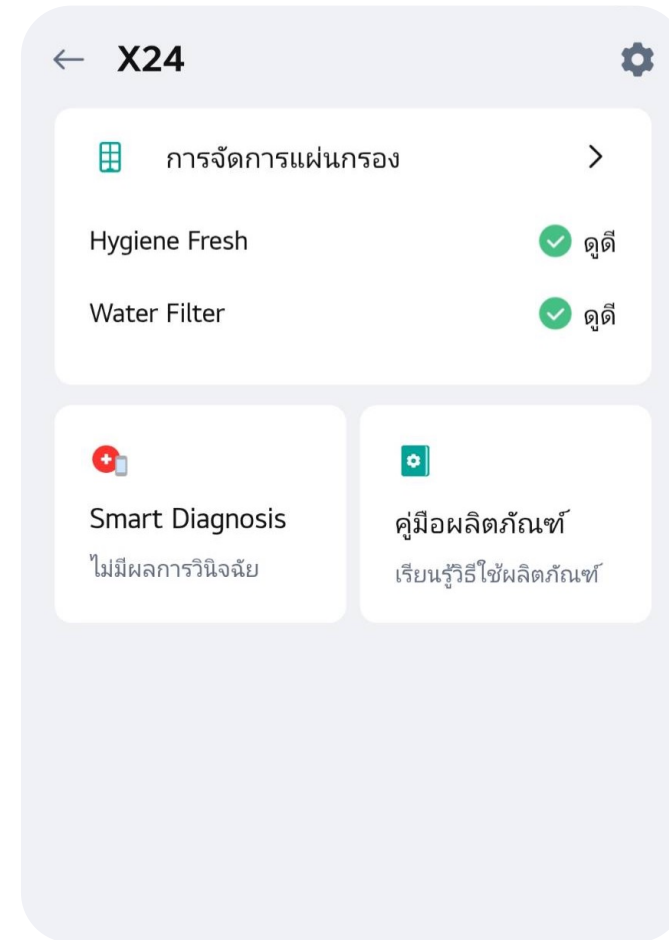 X24
การจัดการแผ่นกรอง
Hygiene Fresh
ดูดี
Water Filter
ดูดี
Smart Diagnosis
ไม่มีผลการวินิจฉัย
คู่มือผลิตภัณฑ์
เรียนรู้วิธีใช้ผลิตภัณฑ์